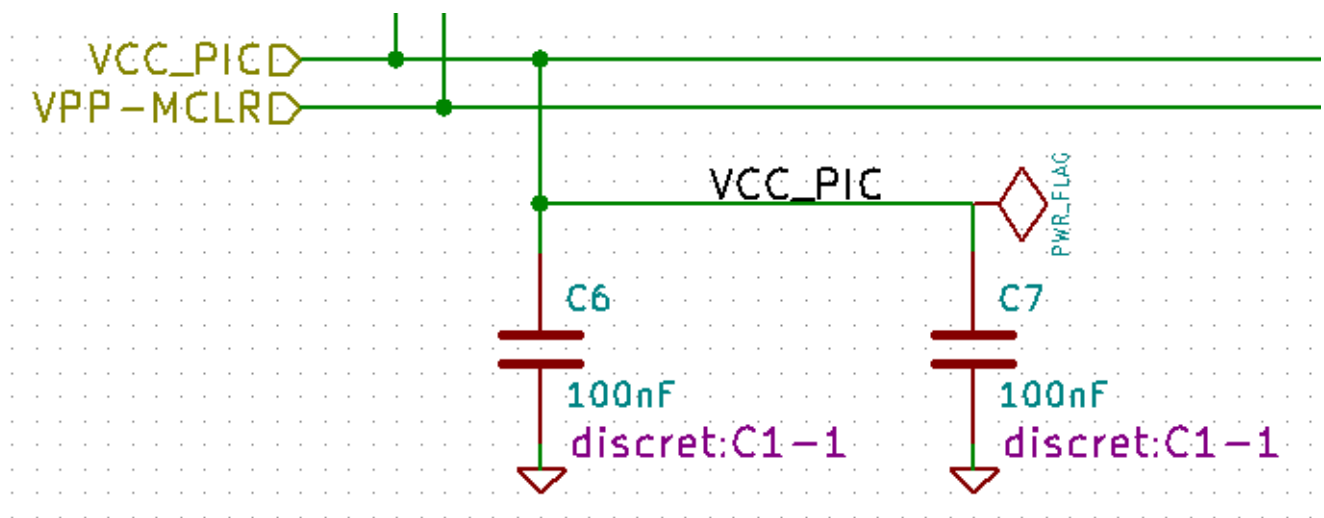 VCC_PIC
VPP-MCLR
VCC_PIC
PWR_FLAG
C6
100nF
discret:C1-1
C7
100nF
discret:C1-1